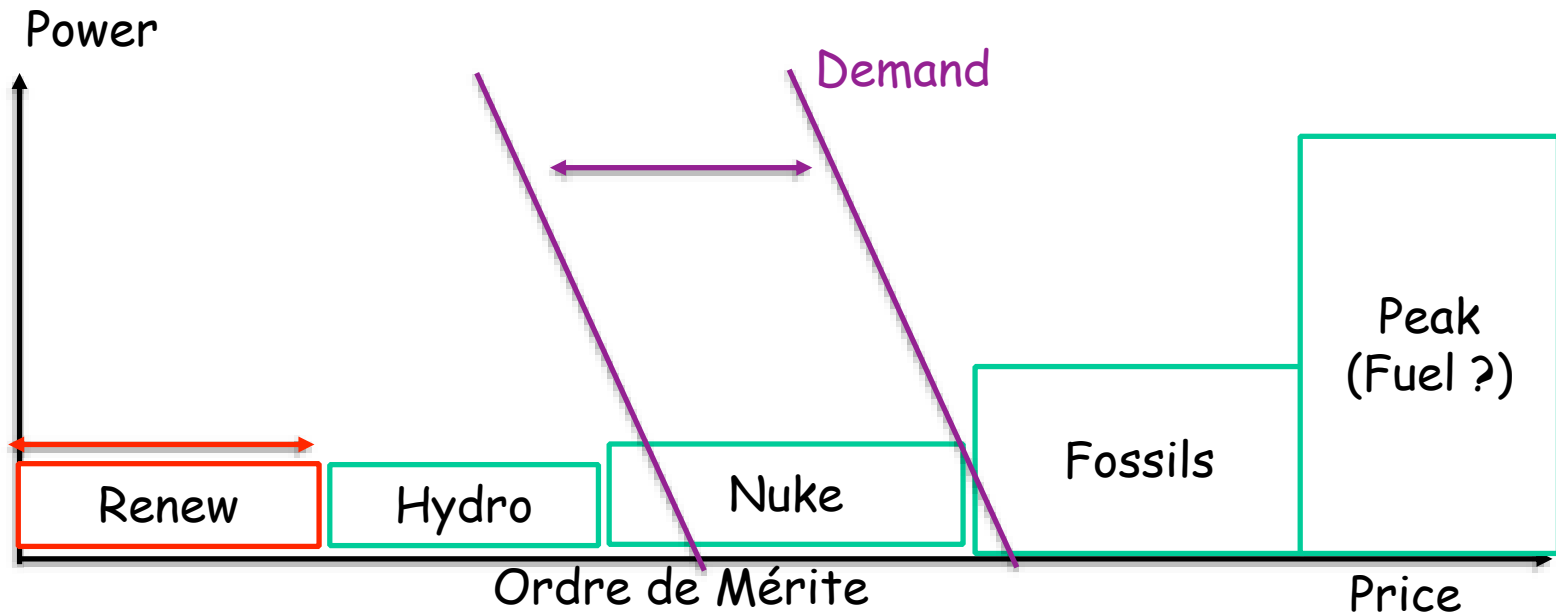 Power
Demand
Peak
(Fuel ?)
Fossils
Nuke
Renew
Hydro
Ordre de Mérite
Price